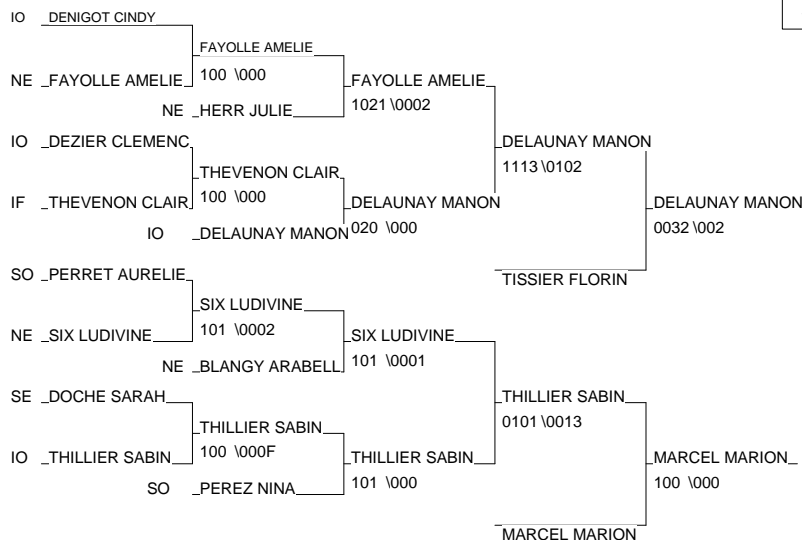 IO DENIGOT CINDY
FAYOLLE AMELIE
NE FAYOLLE AMELIE 100 \000 FAYOLLE AMELIE
NE HERR JULIE 1021 \0002
IO DEZIER CLEMENC DELAUNAY MANON
THEVENON CLAIR 1113 \0102
IF THEVENON CLAIR 100 \000 DELAUNAY MANON DELAUNAY MANON
IO DELAUNAY MANON 020 \000 0032 \002
SO PERRET AURELIE TISSIER FLORIN
SIX LUDIVINE
NE SIX LUDIVINE 101 \0002 SIX LUDIVINE
NE BLANGY ARABELL 101 \0001
SE DOCHE SARAH THILLIER SABIN
THILLIER SABIN 0101 \0013
IO THILLIER SABIN 100 \000F THILLIER SABIN MARCEL MARION
SO PEREZ NINA 101 \000 100 \000
MARCEL MARION